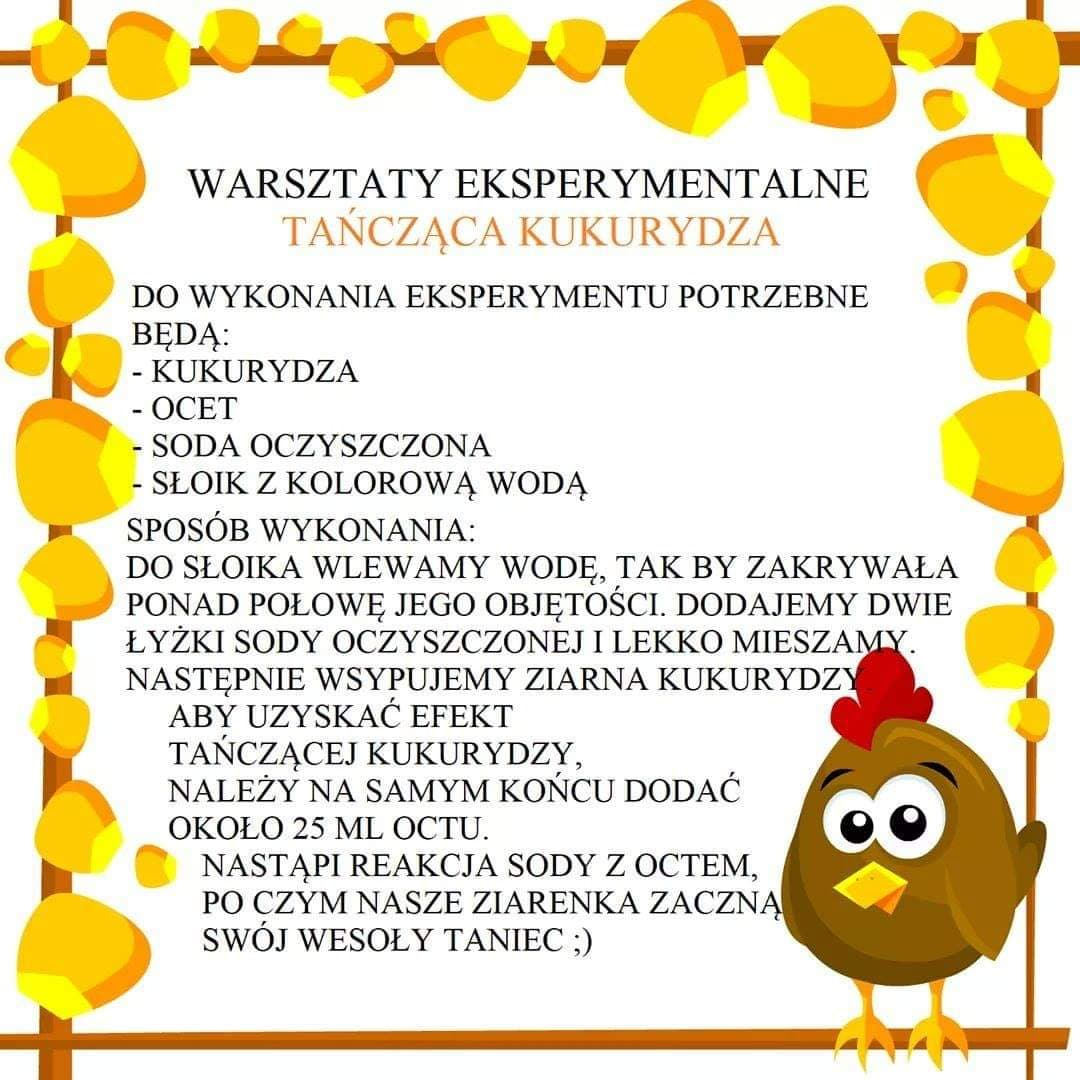 WARSZTATY EKSPERYMENTALNE
TAŃCZĄCA KUKURYDZA
DO WYKONANIA EKSPERYMENTU POTRZEBNE
BĘDĄ:
- KUKURYDZA
- OCET
- SODA OCZYSZCZONA
- SŁOIK Z KOLOROWĄ WODĄ
SPOSÓB WYKONANIA:
DO SŁOIKA WLEWAMY WODĘ, TAK BY ZAKRYWAŁA
PONAD POŁOWĘ JEGO OBJĘTOŚCI. DODAJEMY DWIE
ŁYŻKI SODY OCZYSZCZONEJ I LEKKO MIESZAMY.
NASTĘPNIE WSYPUJEMY ZIARNA KUKURYDZY.
ABY UZYSKAĆ EFEKT
TAŃCZĄCEJ KUKURYDZY,
NALEŻY NA SAMYM KOŃCU DODAĆ
OKOŁO 25 ML OCTU.
NASTĄPI REAKCJA SODY Z OCTEM,
PO CZYM NASZE ZIARENKA ZACZNĄ
SWÓJ WESOŁY TANIEC ;)